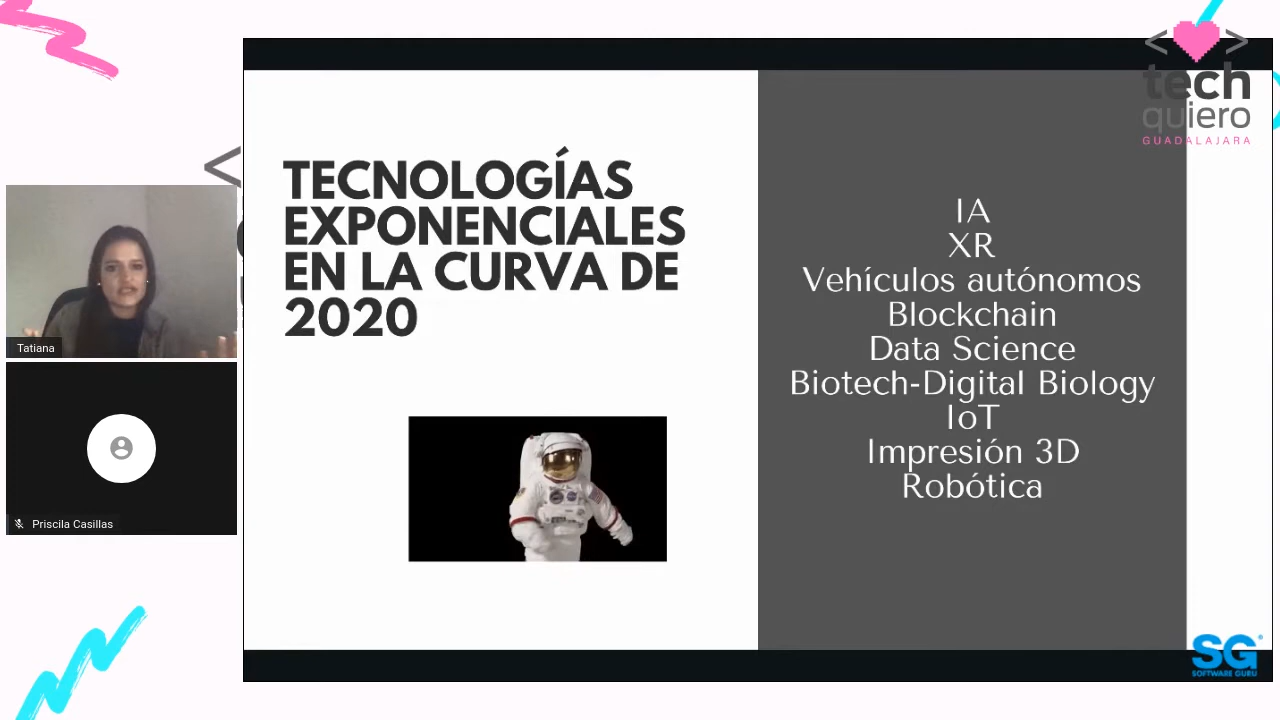 TECNOLOGÍAS
EXPONENCIALES
EN LA CURVA DE
2020
IA
XR
Vehículos autónomos
Blockchain
Data Science
Biotech-Digital Biology
IoT
Impresión 3D
Robótica
Tatiana
Priscila Casillas
tech
quiero
GUADALAJARA
SG
SOFTWARE GURU